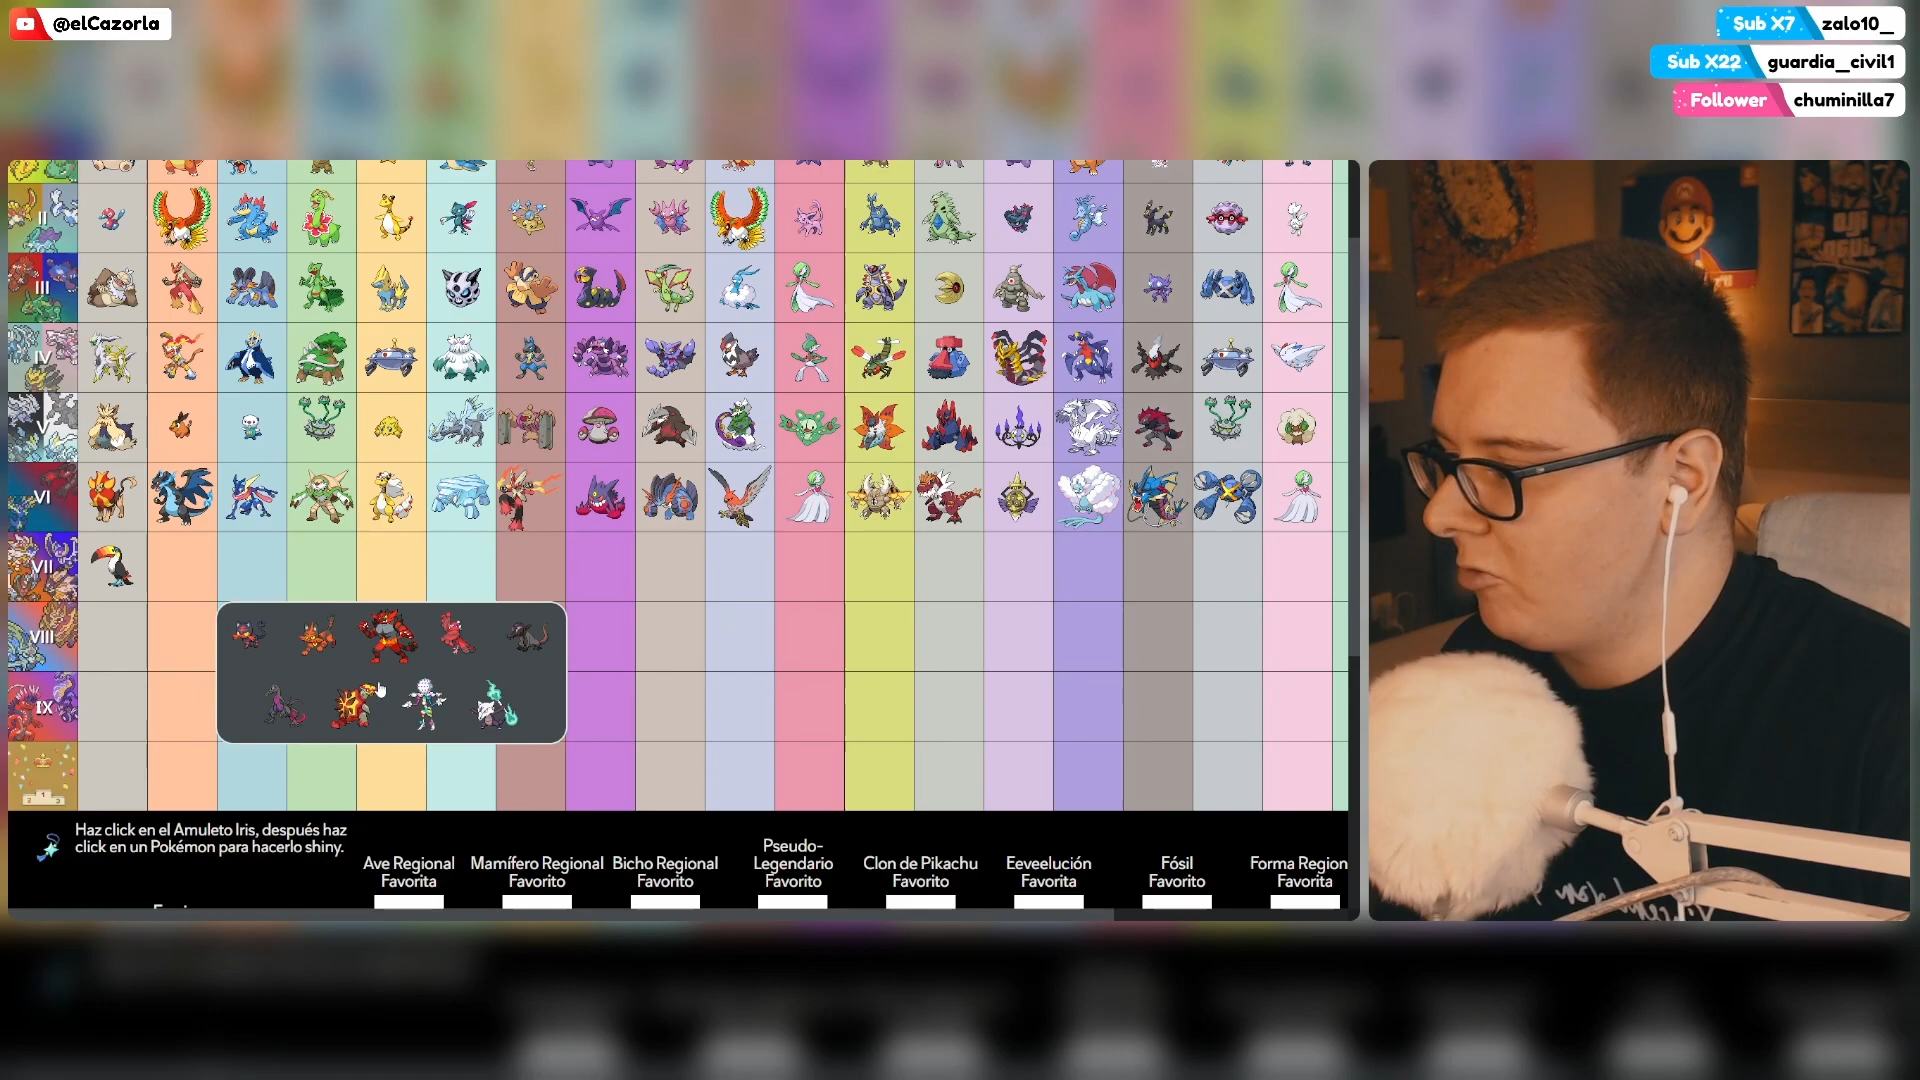 @elCazorla
Sub X7 zalo10_
Sub X22 guardia_civil1
Follower chuminilla7
II
III
IV
V
VI
VII
VIII
IX
Haz click en el Amuleto Iris, después haz
click en un Pokémon para hacerlo shiny.
Ave Regional
Favorita
Mamífero Regional
Favorito
Bicho Regional
Favorito
Pseudo-
Legendario
Favorito
Clon de Pikachu
Favorito
Eeveelución
Favorita
Fósil
Favorito
Forma Region
Favorita